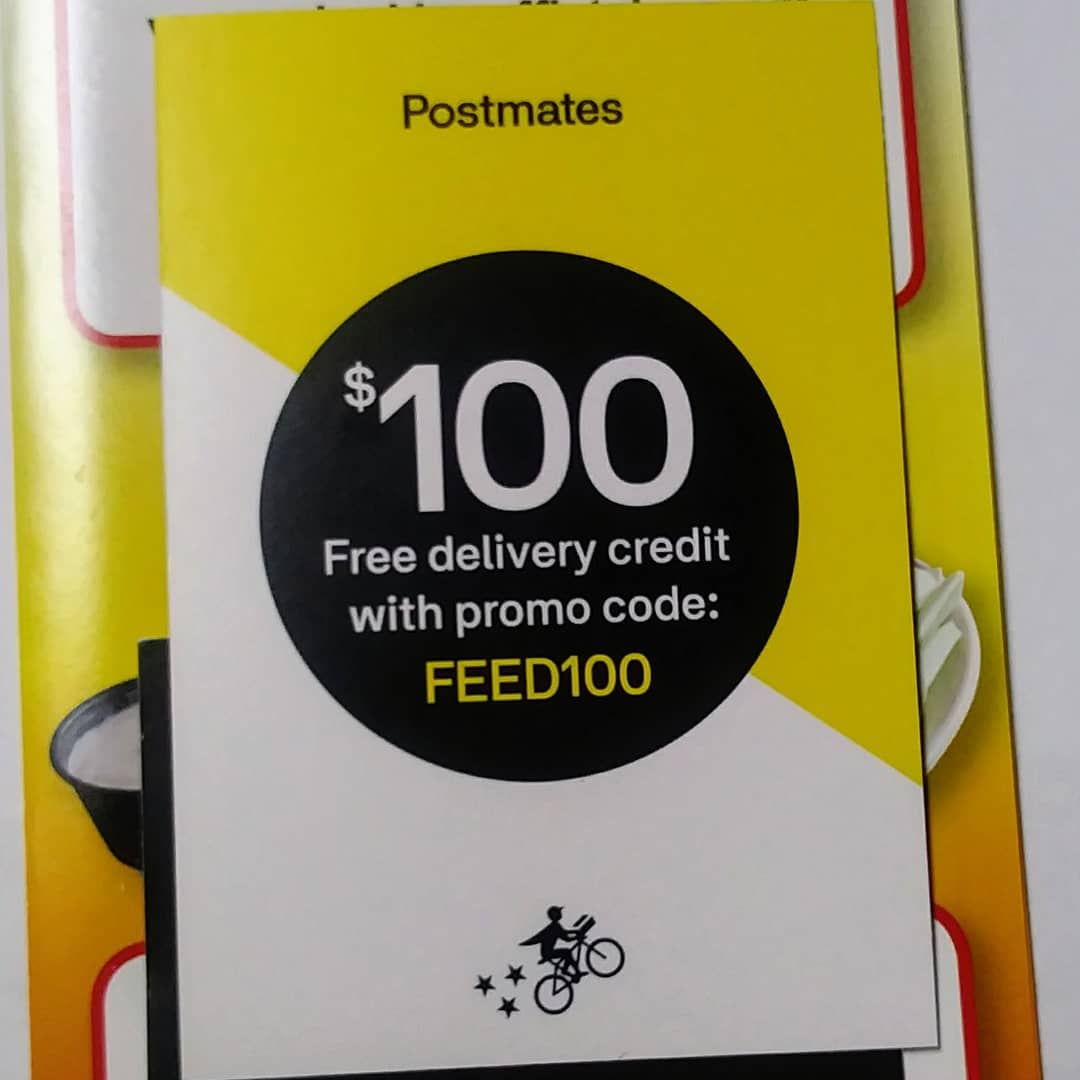 Postmates
$100
Free delivery credit
with promo code:
FEED100